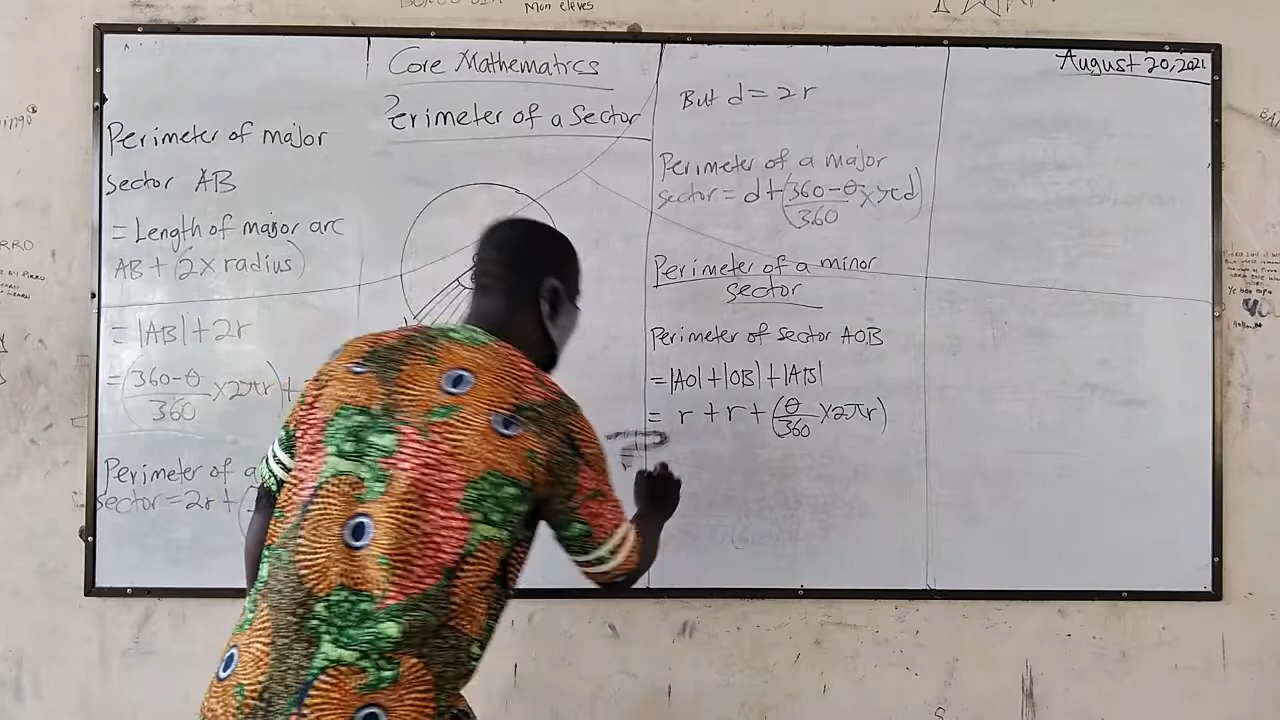 Mon elèves
Core Mathematics
Perimeter of a Sector
August 20, 2021
Perimeter of major
sector AB
= Length of major arc
AB + (2 x radius)
= |AB| + 2r
= (360-θ/360 x 2πr) +
Perimeter of a
sector = 2r + (
But d = 2r
Perimeter of a major
sector = d + (360-θ/360 x πd)
Perimeter of a minor
sector
Perimeter of sector AOB
= |AO| + |OB| + |AB|
= r + r + (θ/360 x 2πr)